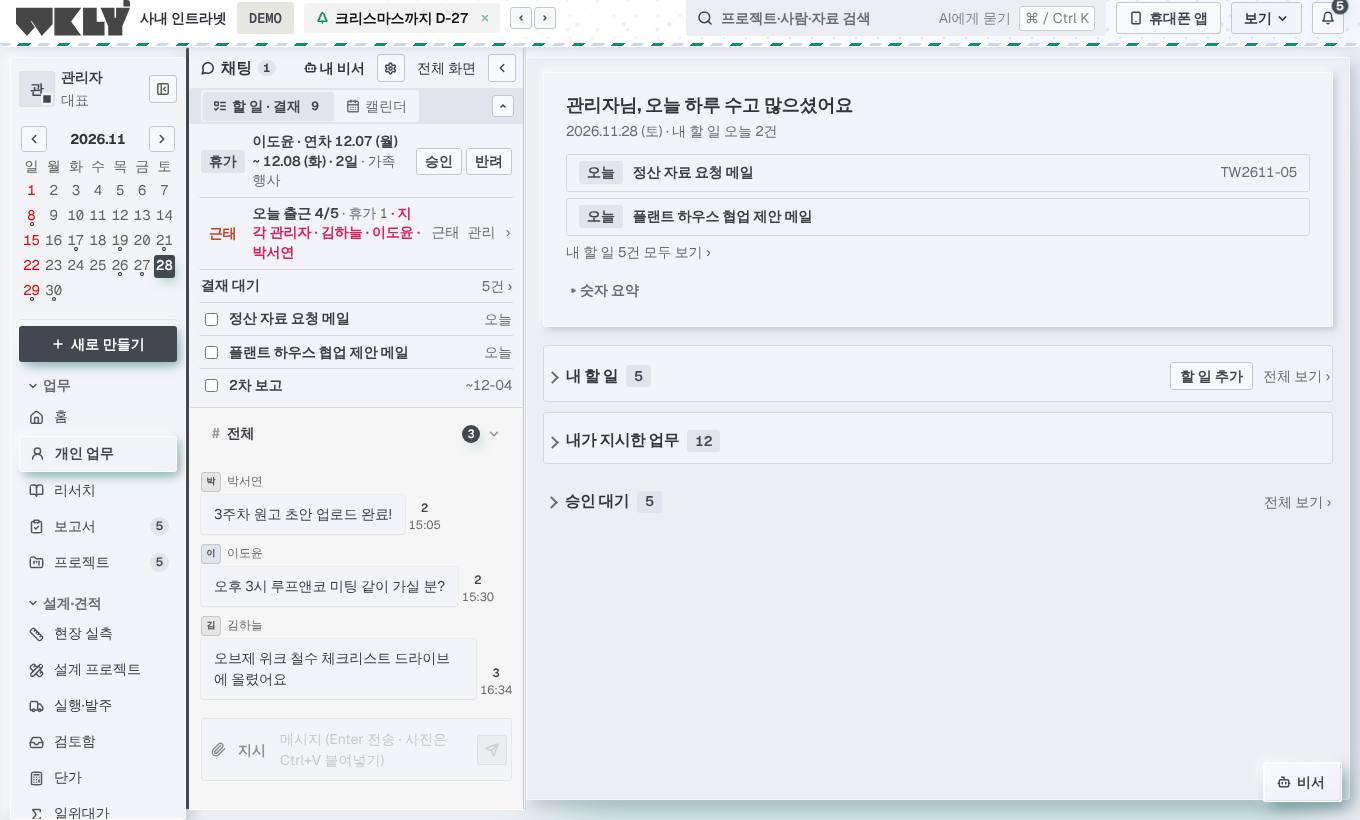 WKLY 사내 인트라넷 DEMO 크리스마스까지 D-27 × ‹ › 프로젝트·사람·자료 검색 AI에게 묻기 ⌘ / Ctrl K 휴대폰 앱 보기 5
관 관리자
대표
2026.11
일 월 화 수 목 금 토
1 2 3 4 5 6 7
8 9 10 11 12 13 14
15 16 17 18 19 20 21
22 23 24 25 26 27 28
29 30
+ 새로 만들기
업무
홈
개인 업무
리서치
보고서 5
프로젝트 5
설계·견적
현장 실측
설계 프로젝트
실행·발주
검토함
단가
일위대가
채팅 1 내 비서 전체 화면
할 일 · 결재 9 캘린더
휴가 이도윤 · 연차 12.07 (월)
~ 12.08 (화) · 2일 · 가족
행사
승인 반려
근태 오늘 출근 4/5 · 휴가 1 · 지
각 관리자 · 김하늘 · 이도윤 ·
박서연
근태 관리 ›
결재 대기 5건 ›
정산 자료 요청 메일 오늘
플랜트 하우스 협업 제안 메일 오늘
2차 보고 ~12-04
# 전체 3
박 박서연
3주차 원고 초안 업로드 완료! 2
15:05
이 이도윤
오후 3시 루프앤코 미팅 같이 가실 분? 2
15:30
김 김하늘
오브제 위크 철수 체크리스트 드라이브
에 올렸어요 3
16:34
지시 메시지 (Enter 전송 · 사진은
Ctrl+V 붙여넣기)
관리자님, 오늘 하루 수고 많으셨어요
2026.11.28 (토) · 내 할 일 오늘 2건
오늘 정산 자료 요청 메일 TW2611-05
오늘 플랜트 하우스 협업 제안 메일
내 할 일 5건 모두 보기 ›
▸ 숫자 요약
내 할 일 5 할 일 추가 전체 보기 ›
내가 지시한 업무 12
승인 대기 5 전체 보기 ›
비서